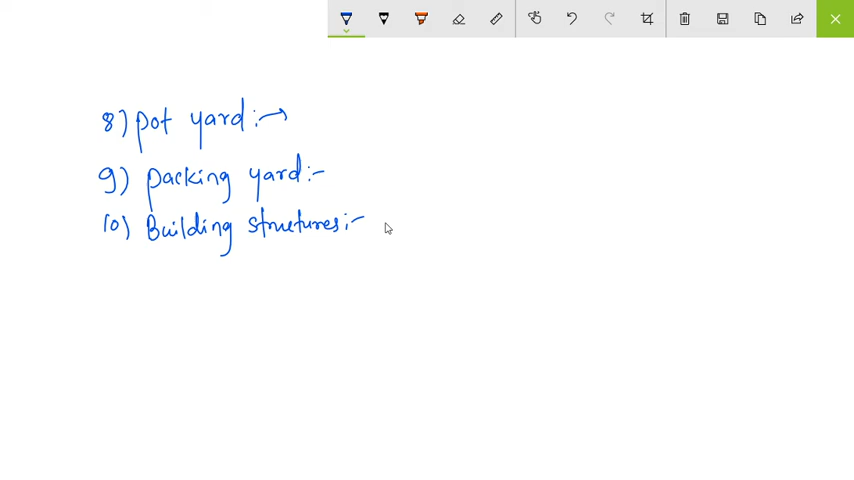 8) pot yard :→
9) packing yard :-
10) Building structures :-